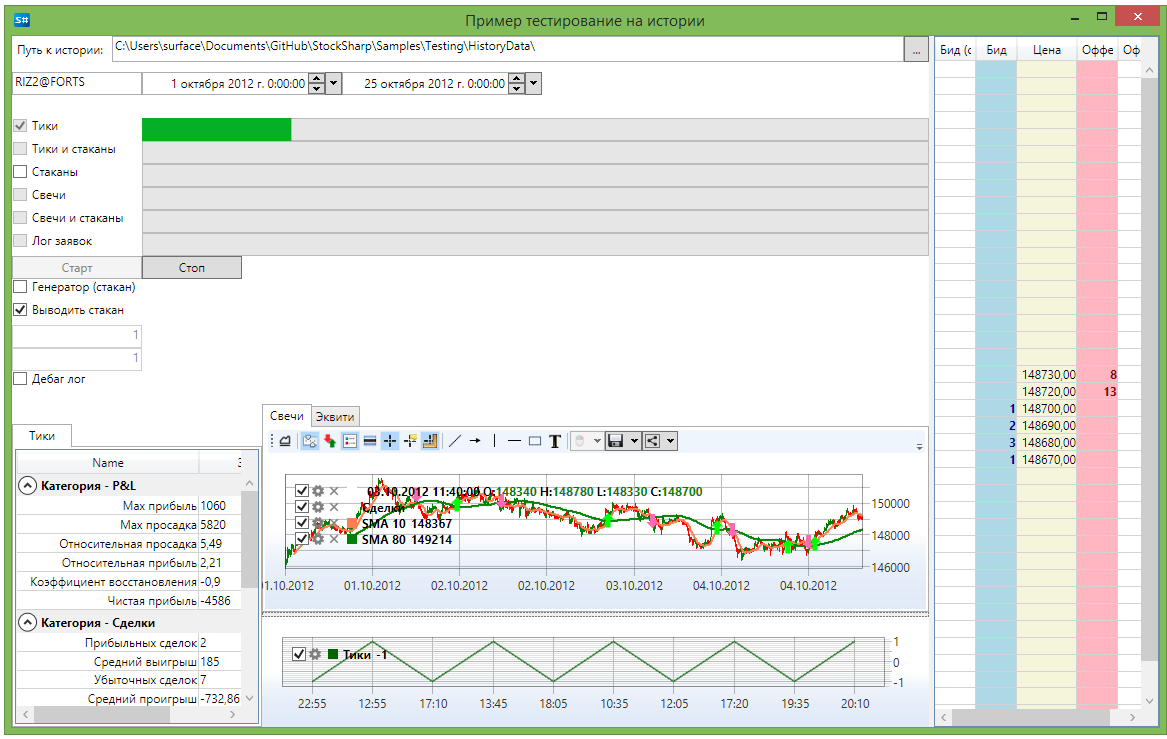 S#
Пример тестирование на истории
Путь к истории:
C:\Users\surface\Documents\GitHub\StockSharp\Samples\Testing\HistoryData\
...
RIZ2@FORTS
1 октября 2012 г. 0:00:00
25 октября 2012 г. 0:00:00
Тики
Тики и стаканы
Стаканы
Свечи
Свечи и стаканы
Лог заявок
Старт
Стоп
Генератор (стакан)
Выводить стакан
1
1
Дебаг лог
Тики
Name
Категория - P&L
Max прибыль 1060
Max просадка 5820
Относительная просадка 5,49
Относительная прибыль 2,21
Коэффициент восстановления -0,9
Чистая прибыль -4586
Категория - Сделки
Прибыльных сделок 2
Средний выигрыш 185
Убыточных сделок 7
Средний проигрыш -732,86
Свечи
Эквити
T
03.10.2012 11:40:00 O:148340 H:148780 L:148330 C:148700
Сделки
SMA 10 148367
SMA 80 149214
150000
148000
146000
01.10.2012 01.10.2012 02.10.2012 02.10.2012 03.10.2012 04.10.2012 04.10.2012
Тики -1
1
0
-1
22:55 12:55 17:10 13:45 18:05 10:35 12:05 17:20 19:35 20:10
Бид (с Бид Цена Оффе Оф
148730,00 8
148720,00 13
1 148700,00
2 148690,00
3 148680,00
1 148670,00